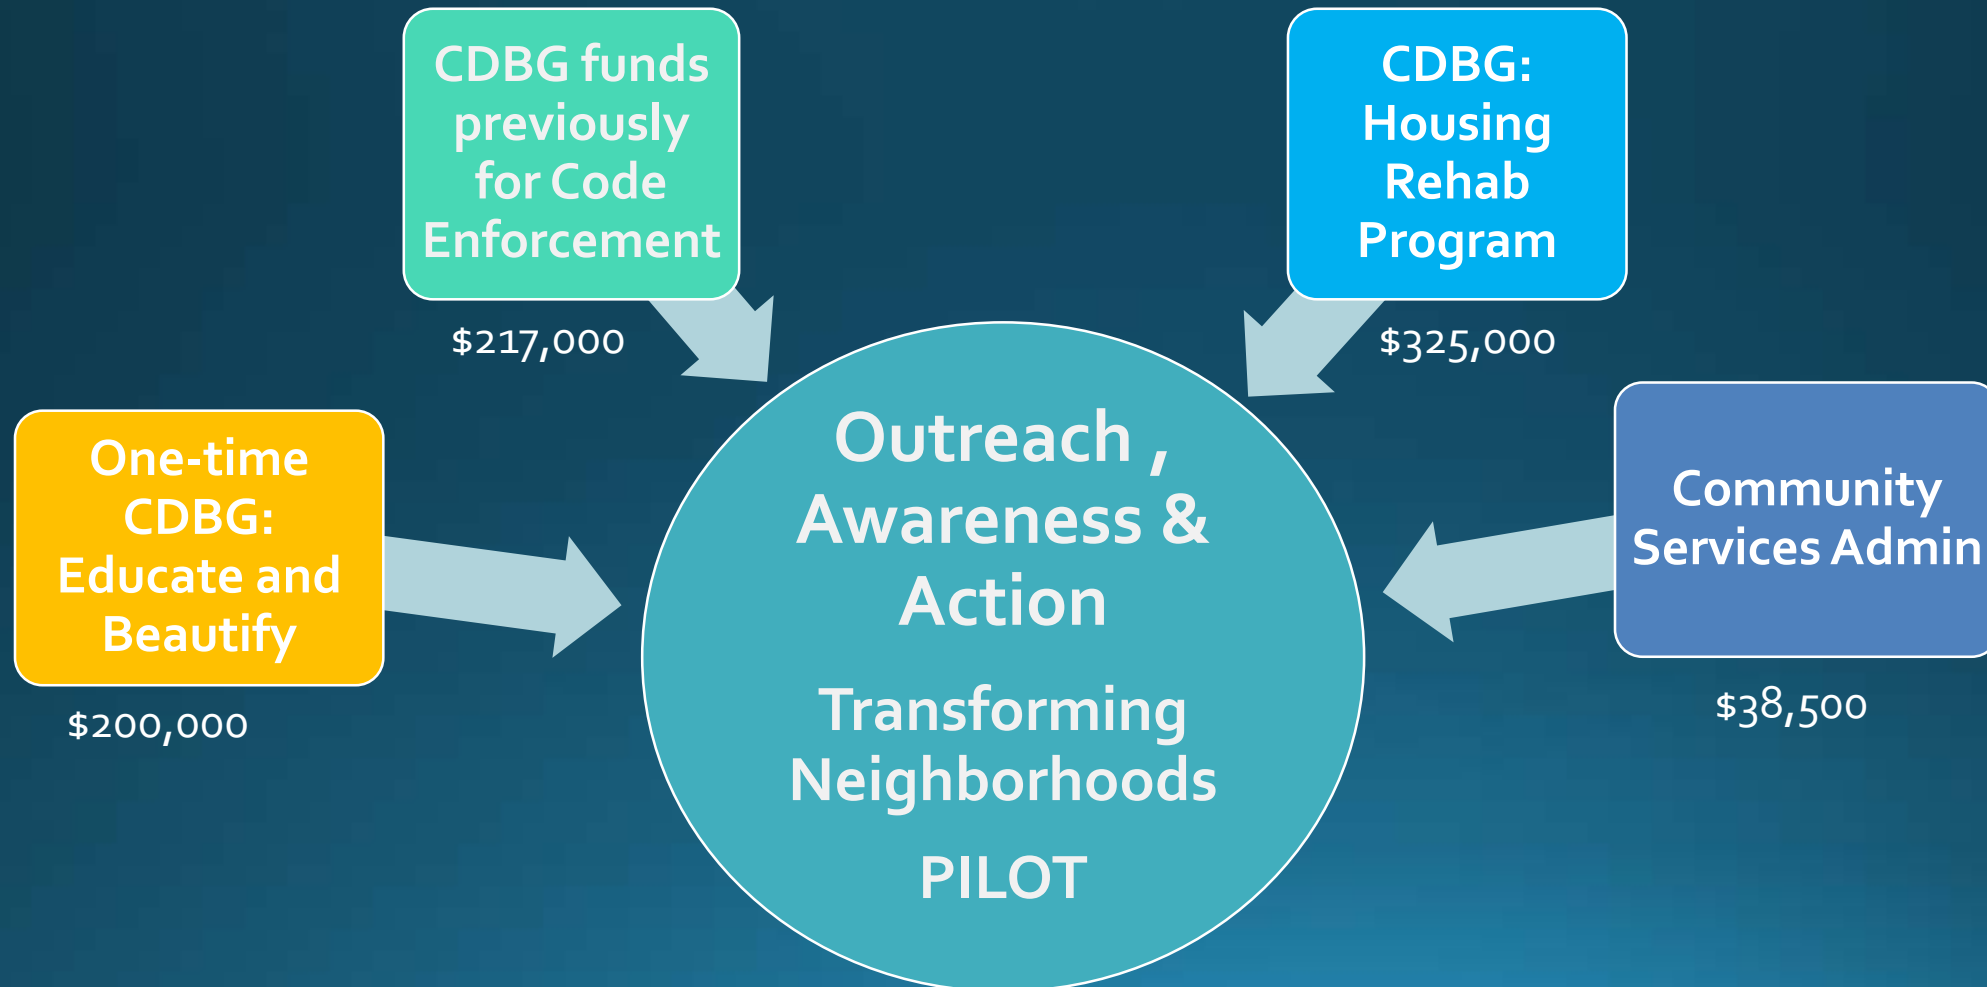 CDBG funds
previously
for Code
Enforcement
$217,000
CDBG:
Housing
Rehab
Program
$325,000
One-time
CDBG:
Educate and
Beautify
$200,000
Outreach ,
Awareness &
Action
Transforming
Neighborhoods
PILOT
Community
Services Admin
$38,500